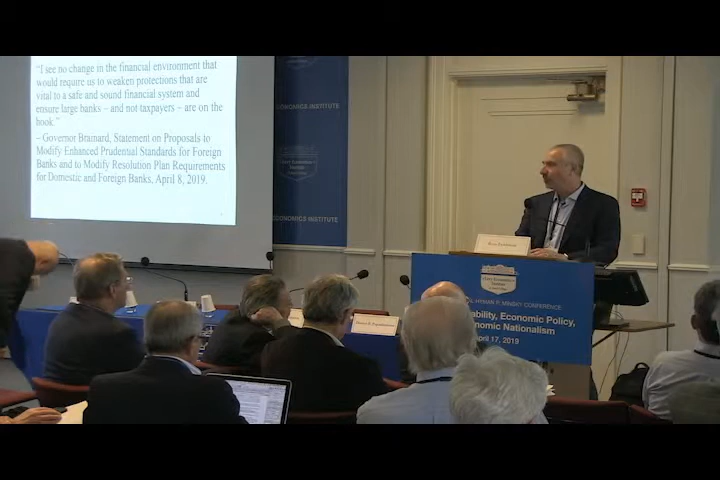 “I see no change in the financial environment that
would require us to weaken protections that are
vital to a safe and sound financial system and
ensure large banks – and not taxpayers – are on the
hook.”
– Governor Brainard, Statement on Proposals to
Modify Enhanced Prudential Standards for Foreign
Banks and to Modify Resolution Plan Requirements
for Domestic and Foreign Banks, April 8, 2019.
ECONOMICS INSTITUTE
ECONOMICS INSTITUTE
HYMAN P. MINSKY CONFERENCE
ability, Economic Policy,
nomic Nationalism
pril 17, 2019